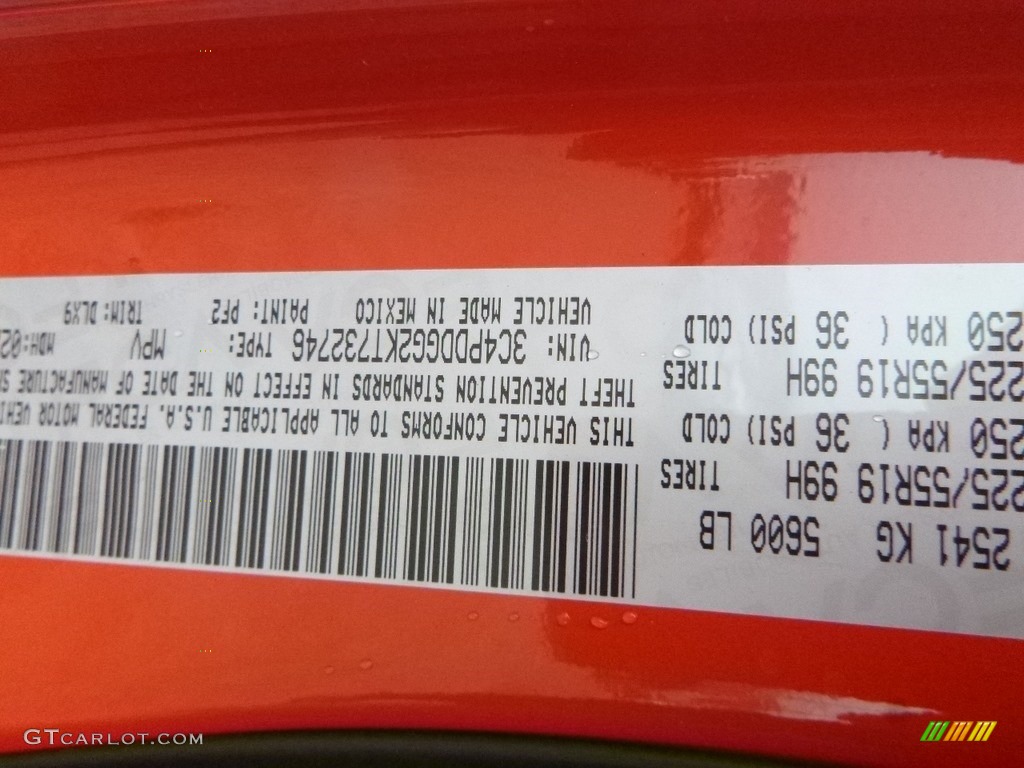 2541 KG 5600 LB
225/55R19 99H TIRES
250 KPA ( 36 PSI) COLD
225/55R19 99H TIRES
250 KPA ( 36 PSI) COLD
THIS VEHICLE CONFORMS TO ALL APPLICABLE U.S.A. FEDERAL MOTOR
THEFT PREVENTION STANDARDS IN EFFECT ON THE DATE OF MANUFACTURE
VIN: 3C4PDDGG2KT732746 TYPE: MPV MDH: 02
VEHICLE MADE IN MEXICO PAINT: PF2 TRIM: DLX9
GTCARLOT.COM